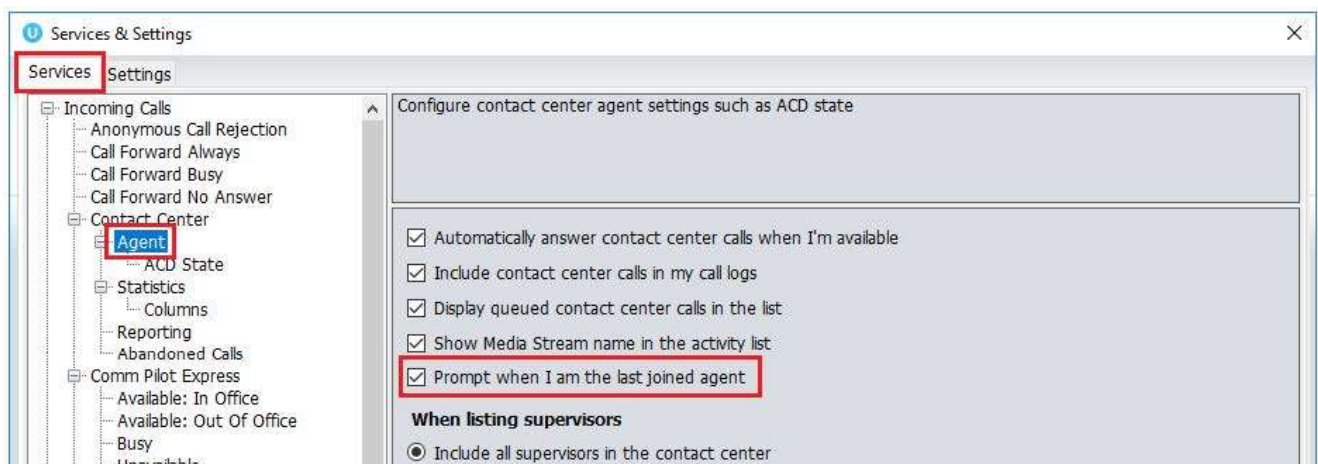 Services & Settings
Services Settings
Incoming Calls
Anonymous Call Rejection
Call Forward Always
Call Forward Busy
Call Forward No Answer
Contact Center
Agent
ACD State
Statistics
Columns
Reporting
Abandoned Calls
Comm Pilot Express
Available: In Office
Available: Out Of Office
Busy
Unavailable
Configure contact center agent settings such as ACD state
Automatically answer contact center calls when I'm available
Include contact center calls in my call logs
Display queued contact center calls in the list
Show Media Stream name in the activity list
Prompt when I am the last joined agent
When listing supervisors
Include all supervisors in the contact center